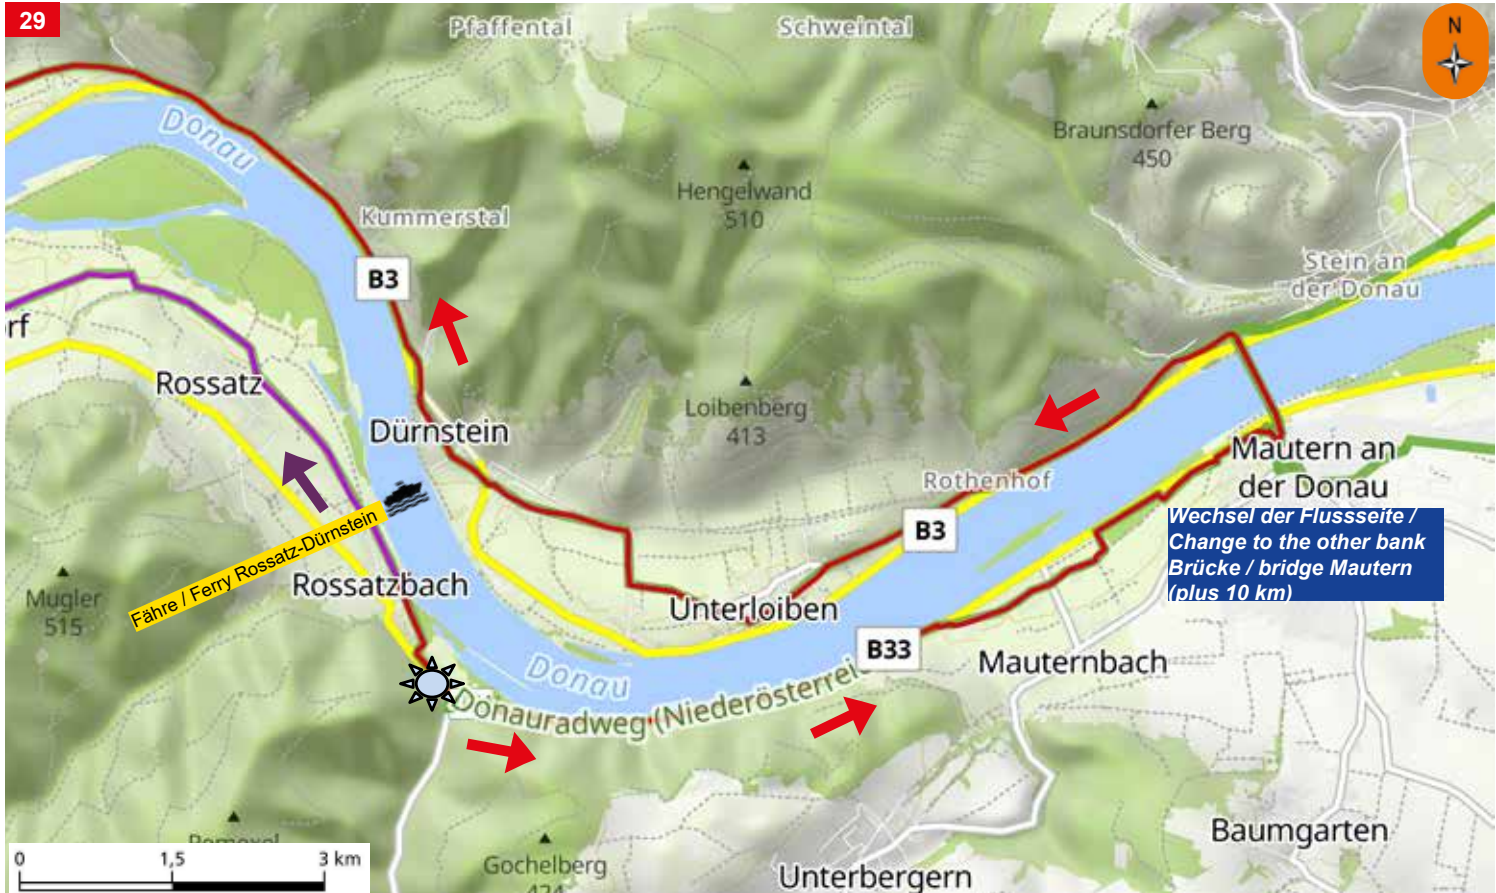 29
Pfaffental
Schweintal
N
Donau
Braunsdorfer Berg
450
Hengelwand
510
Kummerstal
B3
Stein an
der Donau
rf
Rossatz
Loibenberg
413
Dürnstein
Mautern an
der Donau
Rothenhof
B3
Wechsel der Flussseite /
Change to the other bank
Brücke / bridge Mautern
(plus 10 km)
Fähre / Ferry Rossatz-Dürnstein
Rossatzbach
Mugler
515
Unterloiben
B33
Mauternbach
Donau
Donauradweg (Niederösterrei
Baumgarten
Gochelberg
424
Unterbergern
0 1,5 3 km